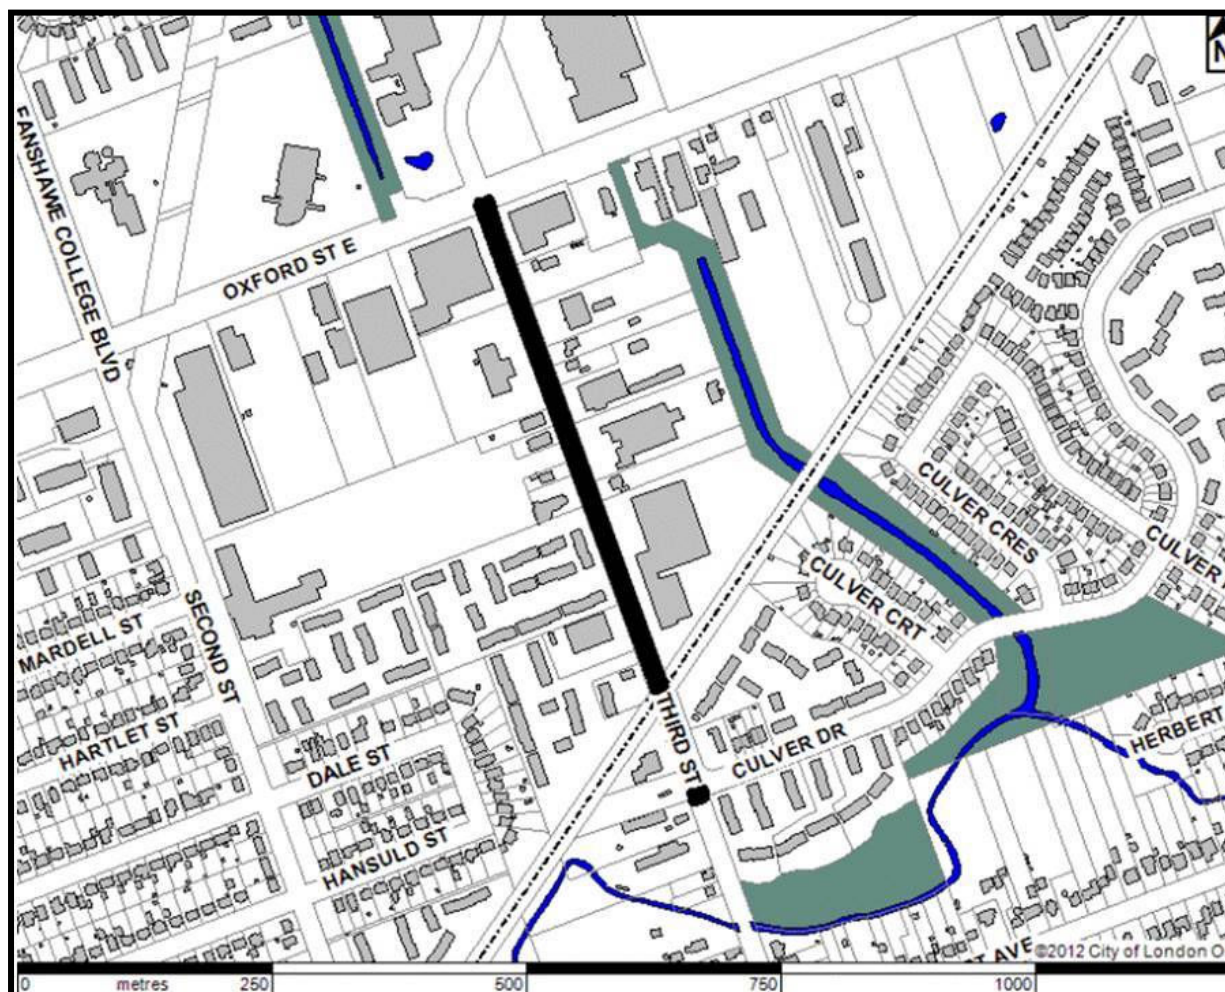 N
FANSHAWE COLLEGE BLVD
OXFORD ST E
CULVER CRES
CULVER
CULVER CRT
SECOND ST
MARDELL ST
HARTLET ST
THIRD ST
CULVER DR
HERBERT
DALE ST
HANSULD ST
AVE
©2012 City of London O
0 metres 250 500 750 1000